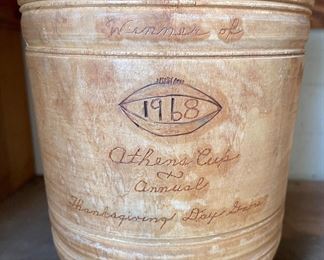 Winner of
1968
Athens Cup
&
Annual
Thanksgiving Day Game